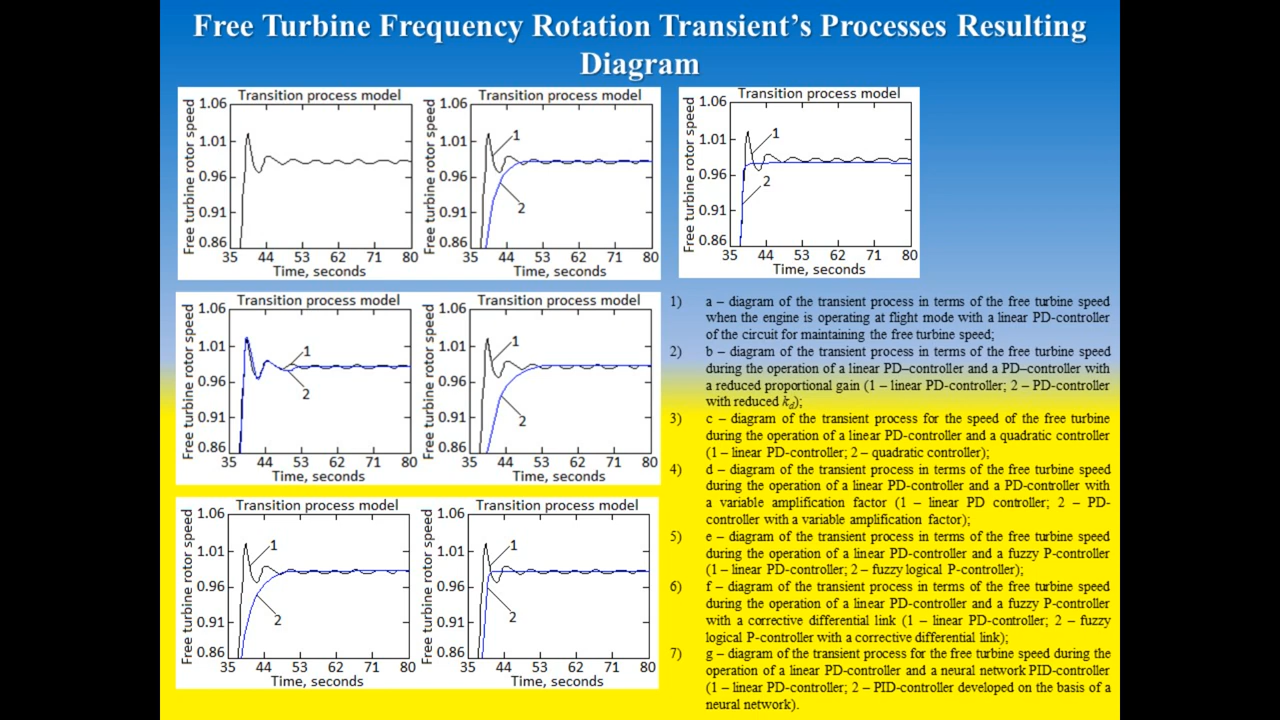 Free Turbine Frequency Rotation Transient's Processes Resulting
Diagram
Transition process model
Free turbine rotor speed
1.06
1.01
0.96
0.91
0.86
35 44 53 62 71 80
Time, seconds
Transition process model
Free turbine rotor speed
1.06
1.01
0.96
0.91
0.86
1
2
35 44 53 62 71 80
Time, seconds
Transition process model
Free turbine rotor speed
1.06
1.01
0.96
0.91
0.86
1
2
35 44 53 62 71 80
Time, seconds
Transition process model
Free turbine rotor speed
1.06
1.01
0.96
0.91
0.86
1
2
35 44 53 62 71 80
Time, seconds
Transition process model
Free turbine rotor speed
1.06
1.01
0.96
0.91
0.86
1
2
35 44 53 62 71 80
Time, seconds
Transition process model
Free turbine rotor speed
1.06
1.01
0.96
0.91
0.86
1
2
35 44 53 62 71 80
Time, seconds
Transition process model
Free turbine rotor speed
1.06
1.01
0.96
0.91
0.86
1
2
35 44 53 62 71 80
Time, seconds
1) a – diagram of the transient process in terms of the free turbine speed
when the engine is operating at flight mode with a linear PD-controller
of the circuit for maintaining the free turbine speed;
2) b – diagram of the transient process in terms of the free turbine speed
during the operation of a linear PD–controller and a PD–controller with
a reduced proportional gain (1 – linear PD-controller; 2 – PD-controller
with reduced kd);
3) c – diagram of the transient process for the speed of the free turbine
during the operation of a linear PD-controller and a quadratic controller
(1 – linear PD-controller; 2 – quadratic controller);
4) d – diagram of the transient process in terms of the free turbine speed
during the operation of a linear PD-controller and a PD-controller with
a variable amplification factor (1 – linear PD controller; 2 – PD-
controller with a variable amplification factor);
5) e – diagram of the transient process in terms of the free turbine speed
during the operation of a linear PD-controller and a fuzzy P-controller
(1 – linear PD-controller; 2 – fuzzy logical P-controller);
6) f – diagram of the transient process in terms of the free turbine speed
during the operation of a linear PD-controller and a fuzzy P-controller
with a corrective differential link (1 – linear PD-controller; 2 – fuzzy
logical P-controller with a corrective differential link);
7) g – diagram of the transient process for the free turbine speed during the
operation of a linear PD-controller and a neural network PID-controller
(1 – linear PD-controller; 2 – PID-controller developed on the basis of a
neural network).